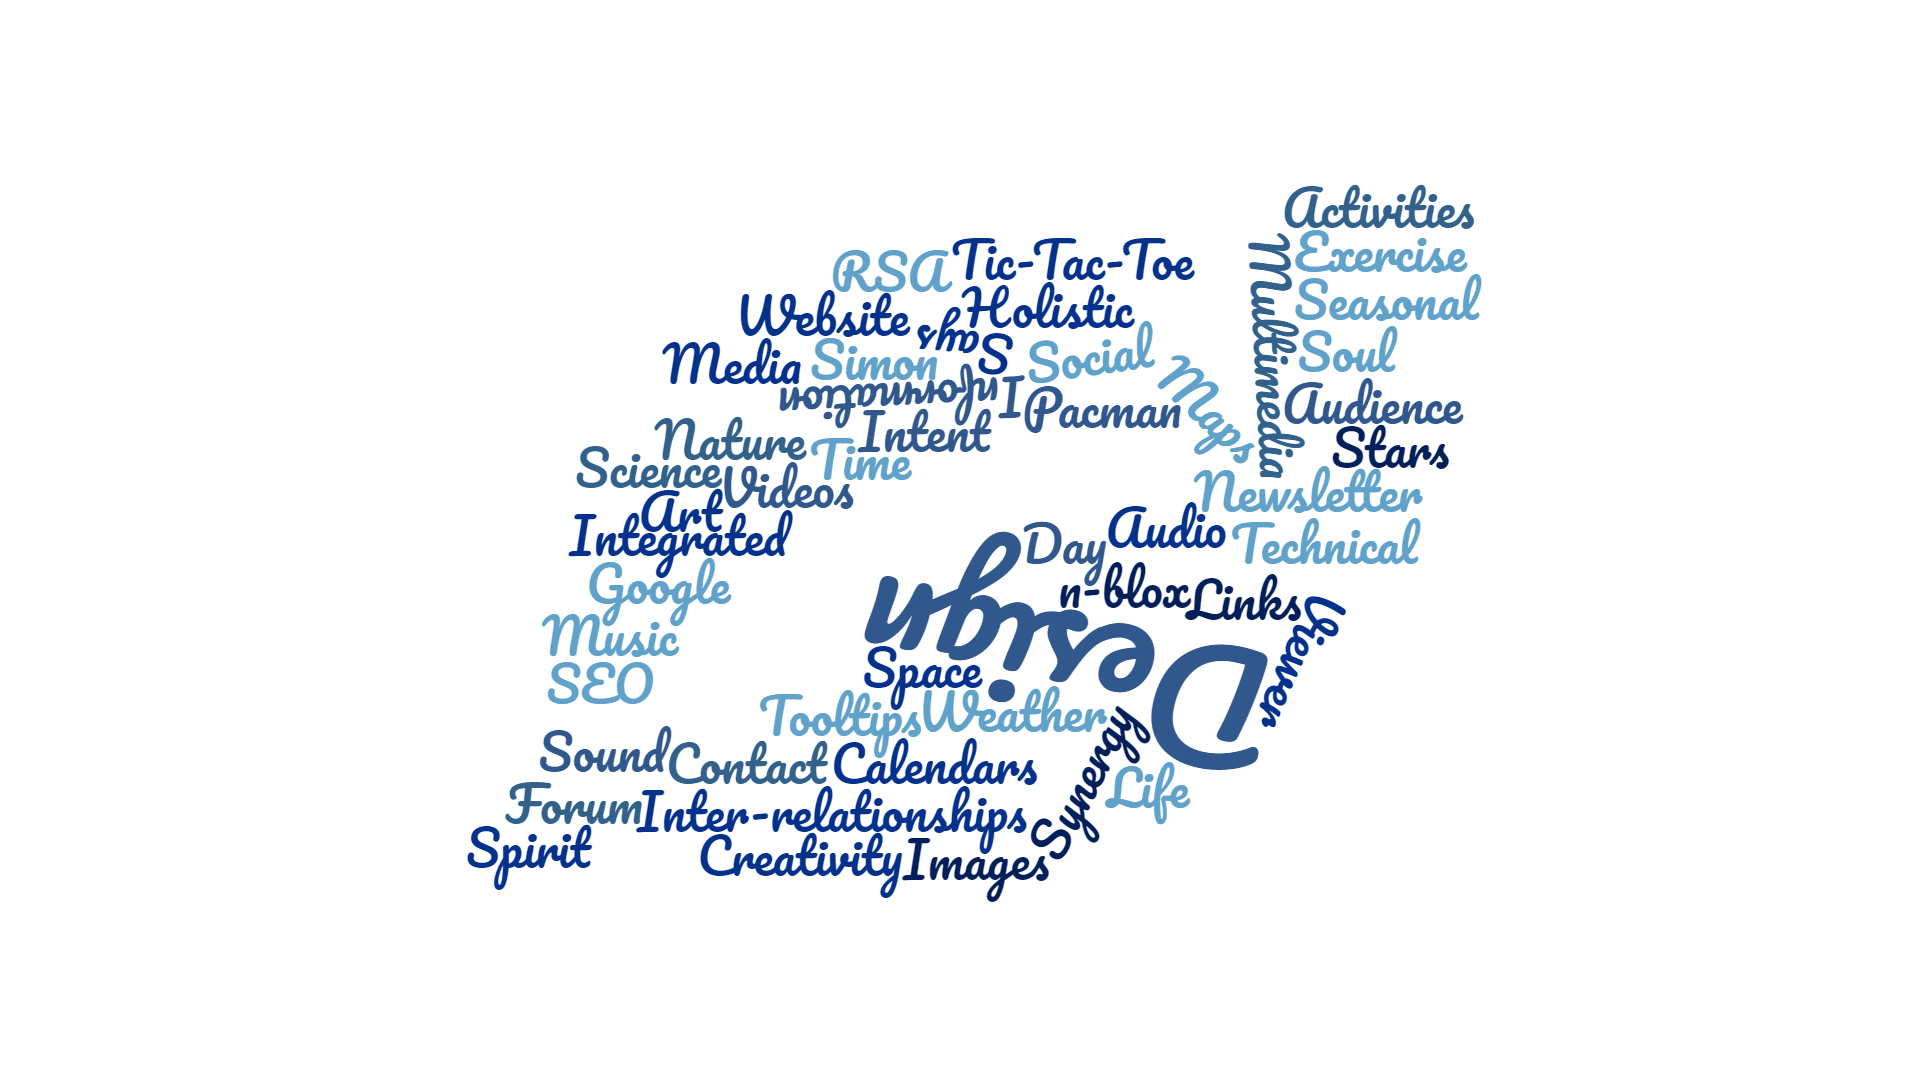 Activities
Exercise
Multimedia
RSA
Tic-Tac-Toe
Seasonal
Website
Holistic
Says
Soul
Media
Simon
Social
Maps
Information
Pacman
Audience
Nature
Intent
Stars
Science
Time
Videos
Newsletter
Art
Integrated
Day
Audio
Technical
Google
Design
n-blox
Links
Viewer
Music
SEO
Space
Tooltips
Weather
Sound
Contact
Calendars
Synergy
Life
Forum
Inter-relationships
Spirit
Creativity
Images